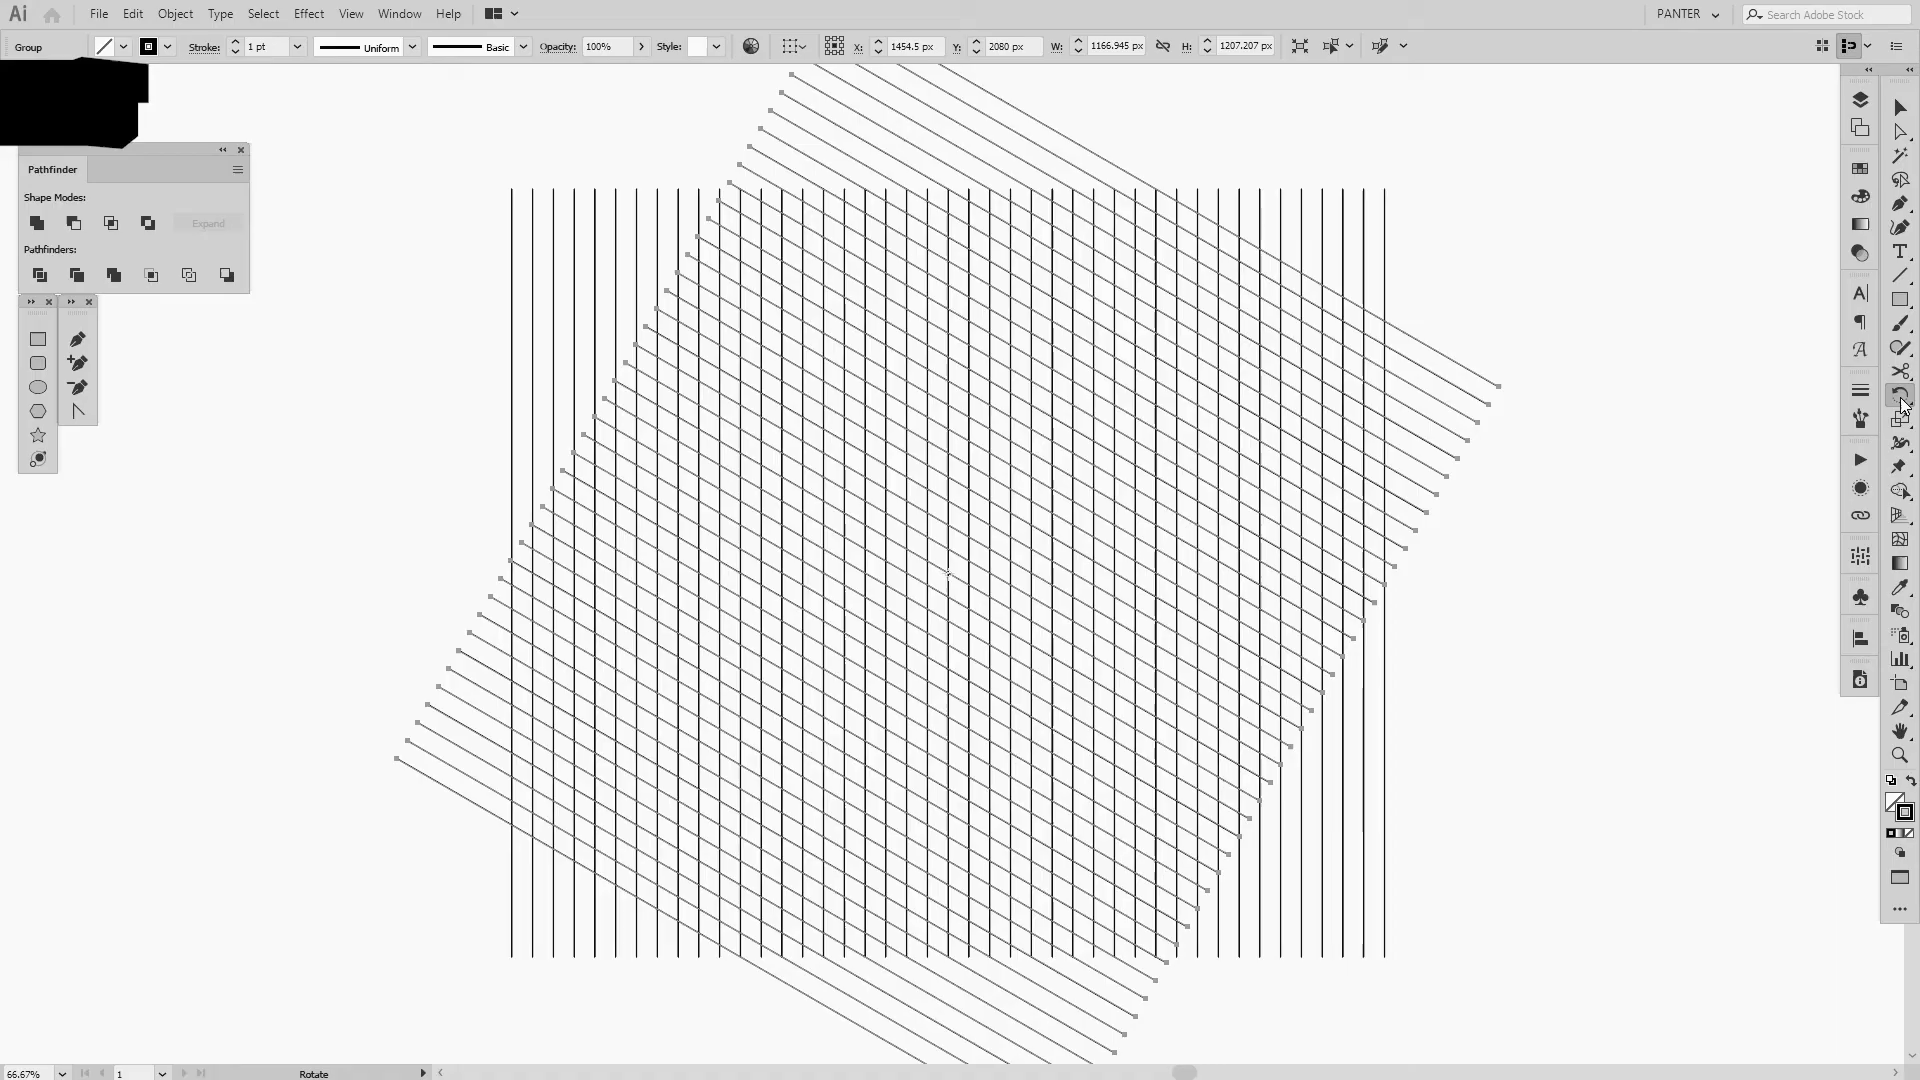 Ai File Edit Object Type Select Effect View Window Help PANTER Search Adobe Stock
Group Stroke: 1 pt Uniform Basic Opacity: 100% Style: X: 1454.5 px Y: 2080 px W: 1166.945 px H: 1207.207 px
Pathfinder
Shape Modes:
Expand
Pathfinders:
66.67% 1 Rotate